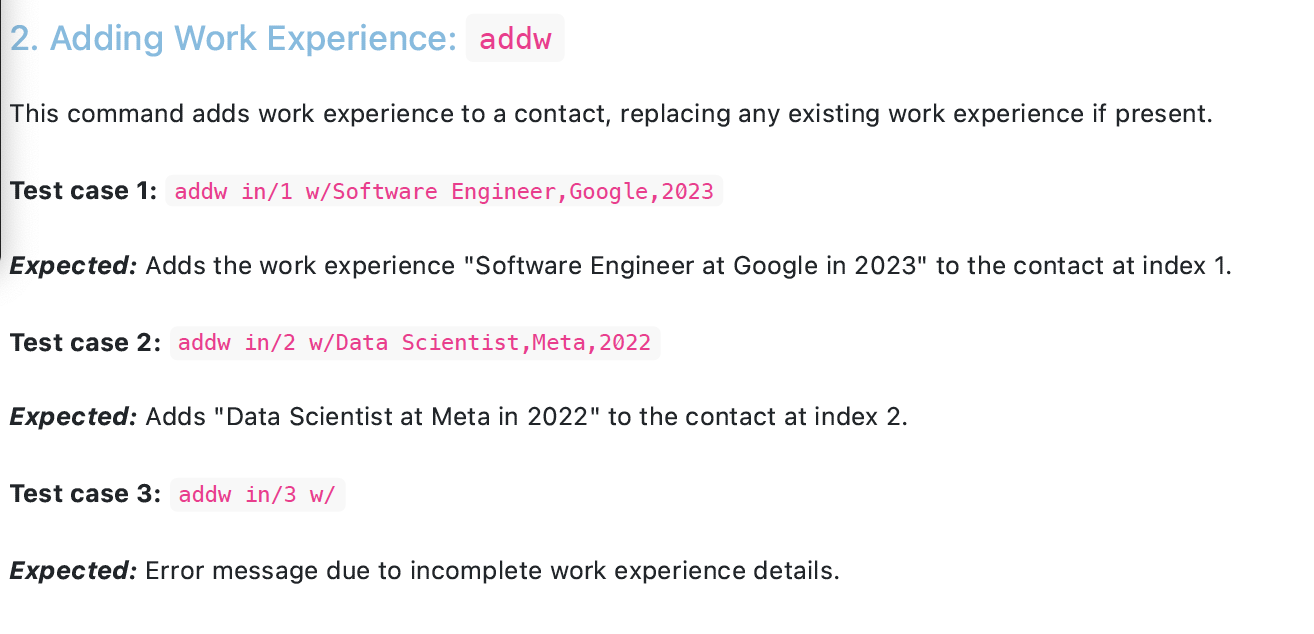 2. Adding Work Experience: addw
This command adds work experience to a contact, replacing any existing work experience if present.
Test case 1: addw in/1 w/Software Engineer,Google,2023
Expected: Adds the work experience "Software Engineer at Google in 2023" to the contact at index 1.
Test case 2: addw in/2 w/Data Scientist,Meta,2022
Expected: Adds "Data Scientist at Meta in 2022" to the contact at index 2.
Test case 3: addw in/3 w/
Expected: Error message due to incomplete work experience details.